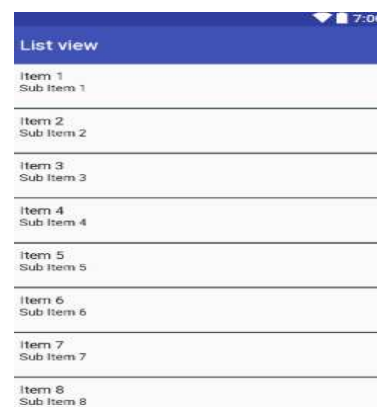 7:0
List view
Item 1
Sub Item 1
Item 2
Sub Item 2
Item 3
Sub Item 3
Item 4
Sub Item 4
Item 5
Sub Item 5
Item 6
Sub Item 6
Item 7
Sub Item 7
Item 8
Sub Item 8